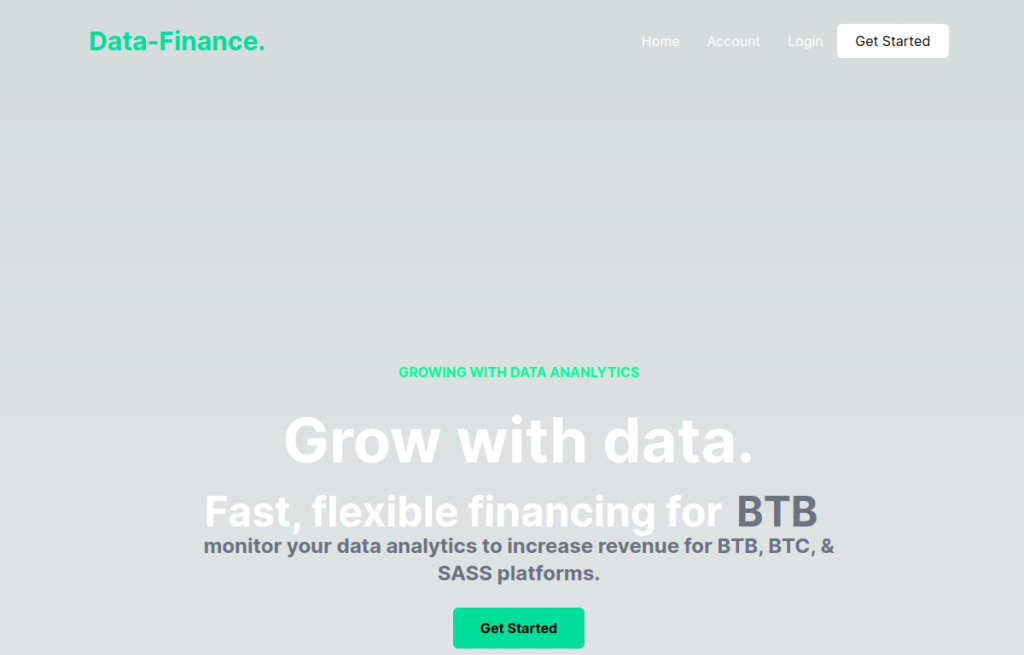 Data-Finance.
Home Account Login Get Started
GROWING WITH DATA ANANLYTICS
Grow with data.
Fast, flexible financing for BTB
monitor your data analytics to increase revenue for BTB, BTC, &
SASS platforms.
Get Started